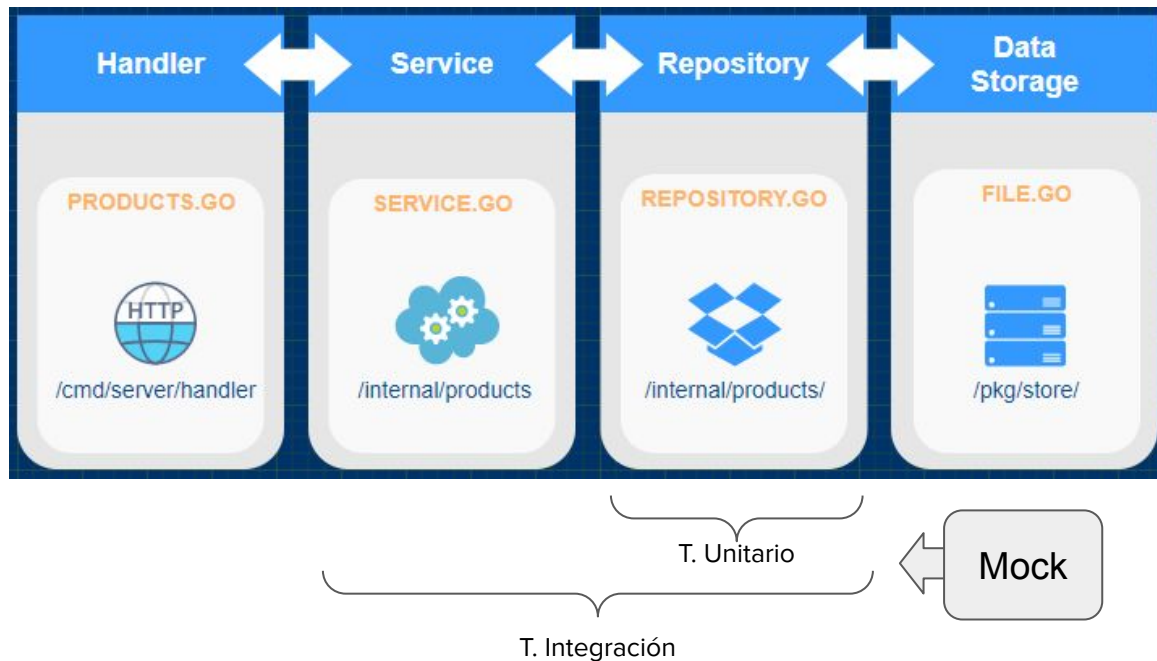 Handler
Service
Repository
Data
Storage
PRODUCTS.GO
SERVICE.GO
REPOSITORY.GO
FILE.GO
HTTP
/cmd/server/handler
/internal/products
/internal/products/
/pkg/store/
T. Unitario
Mock
T. Integración